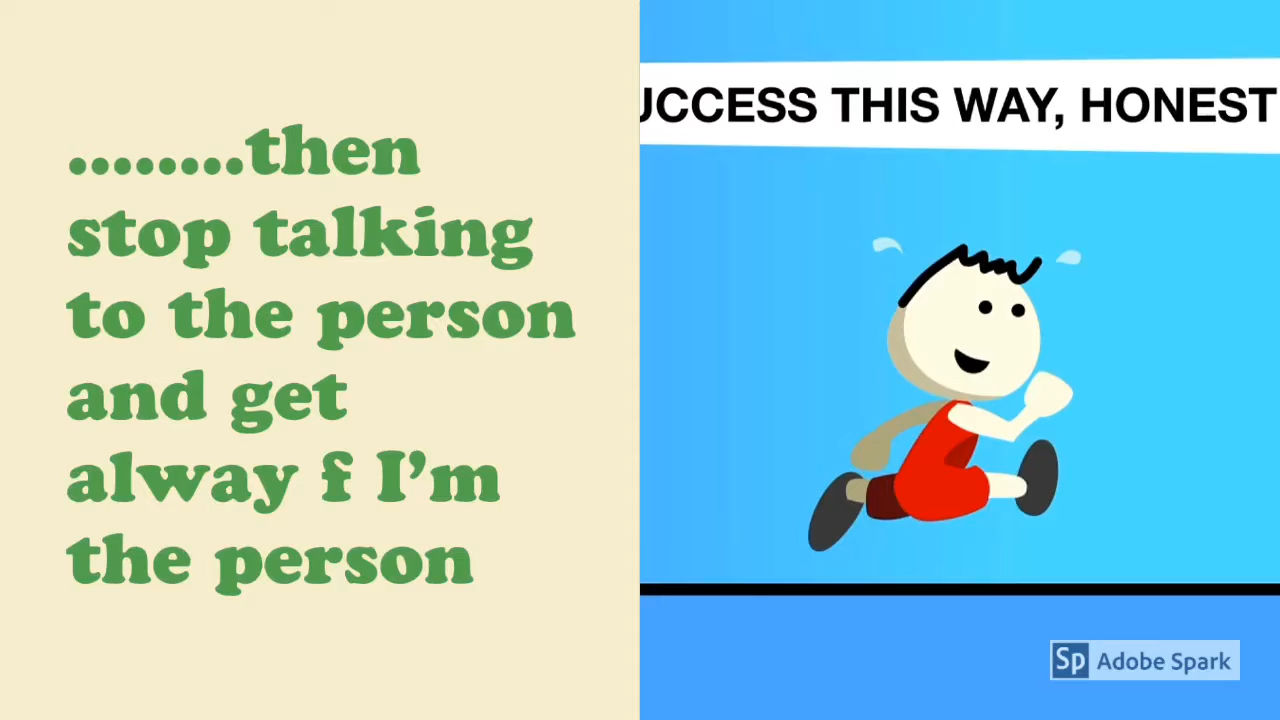 ........then
stop talking
to the person
and get
alway f I’m
the person
UCCESS THIS WAY, HONEST
Sp Adobe Spark